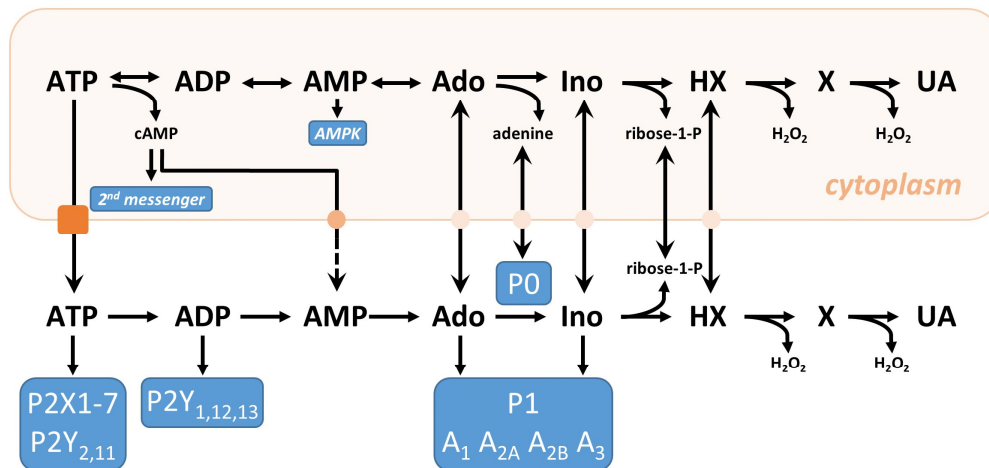 ATP ADP AMP Ado Ino HX X UA
cAMP AMPK adenine ribose-1-P H₂O₂ H₂O₂
2nd messenger
cytoplasm
ribose-1-P
P0
ATP ADP AMP Ado Ino HX X UA
H₂O₂ H₂O₂
P2X1-7 P2Y1,12,13 P1
P2Y2,11 A1 A2A A2B A3